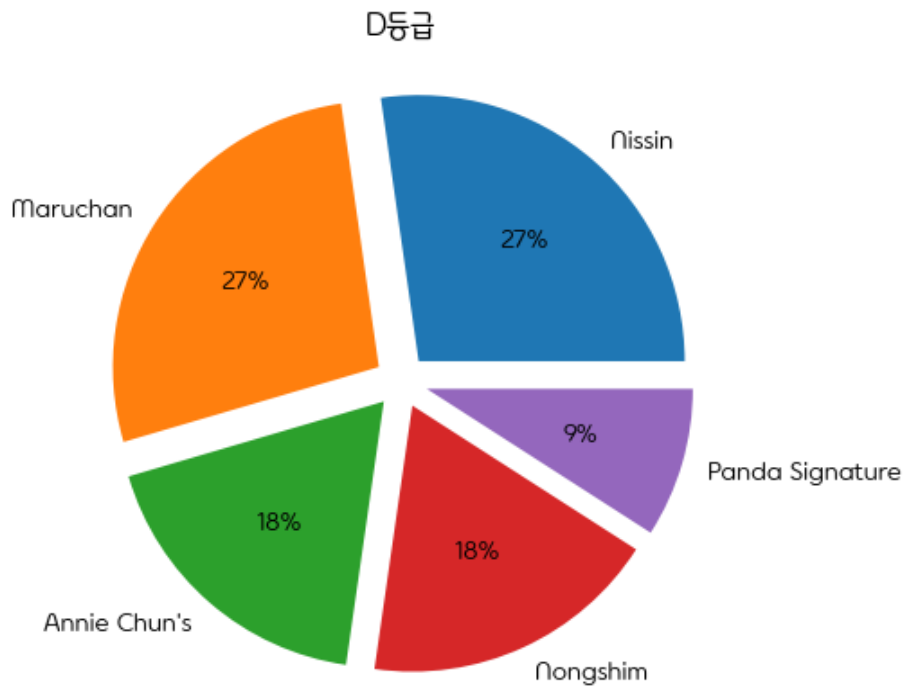 D등급
Nissin
27%
Maruchan
27%
Annie Chun's
18%
Nongshim
18%
Panda Signature
9%